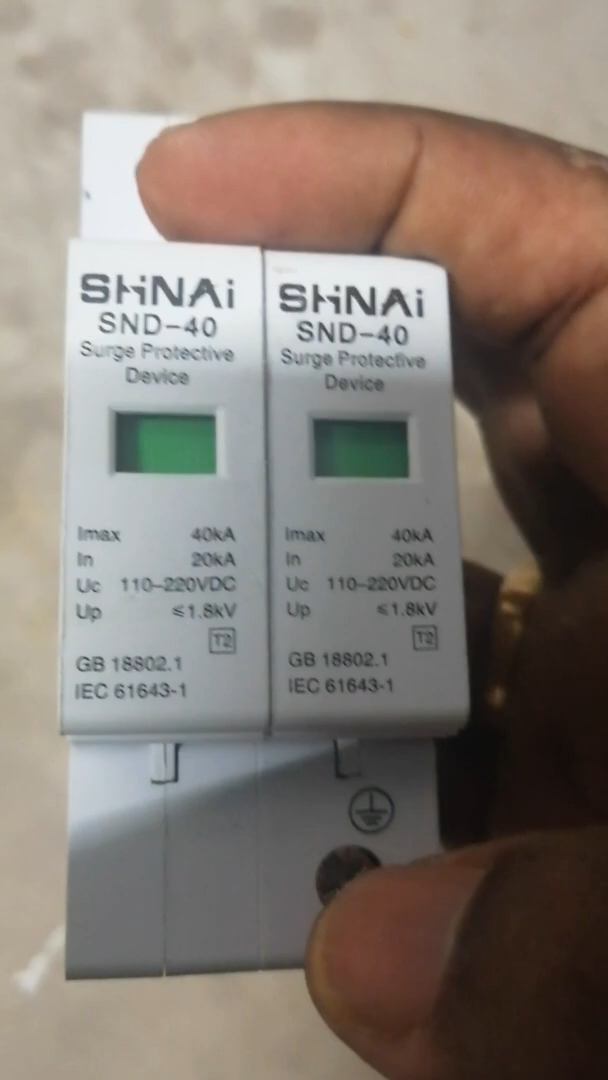 SHNAi
SND-40
Surge Protective
Device
Imax 40kA
In 20kA
Uc 110-220VDC
Up ≤1.8kV
T2
GB 18802.1
IEC 61643-1
SHNAi
SND-40
Surge Protective
Device
Imax 40kA
In 20kA
Uc 110-220VDC
Up ≤1.8kV
T2
GB 18802.1
IEC 61643-1